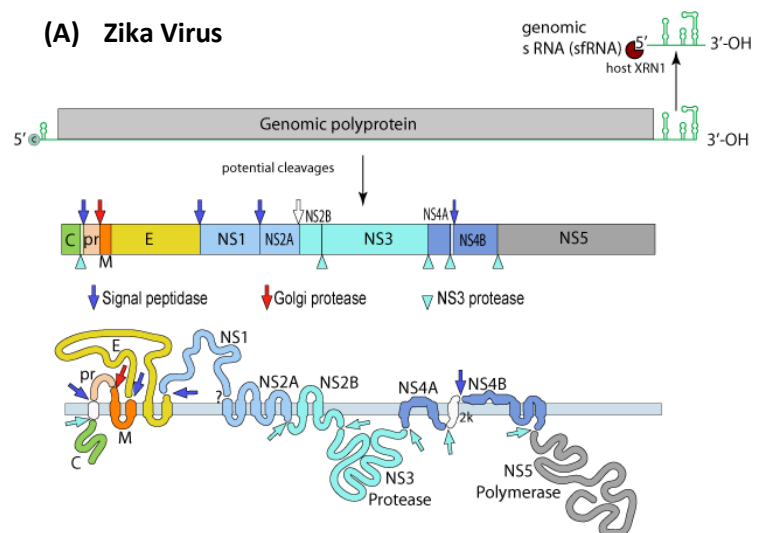 (A) Zika Virus
genomic
s RNA (sfRNA)
5′
3′-OH
host XRN1
Genomic polyprotein
5′
C
3′-OH
potential cleavages
NS2B
NS4A
C
pr
E
NS1
NS2A
NS3
NS4B
NS5
M
Signal peptidase
Golgi protease
NS3 protease
E
NS1
pr
NS2A
NS2B
NS4A
NS4B
?
2k
M
C
NS3
Protease
NS5
Polymerase